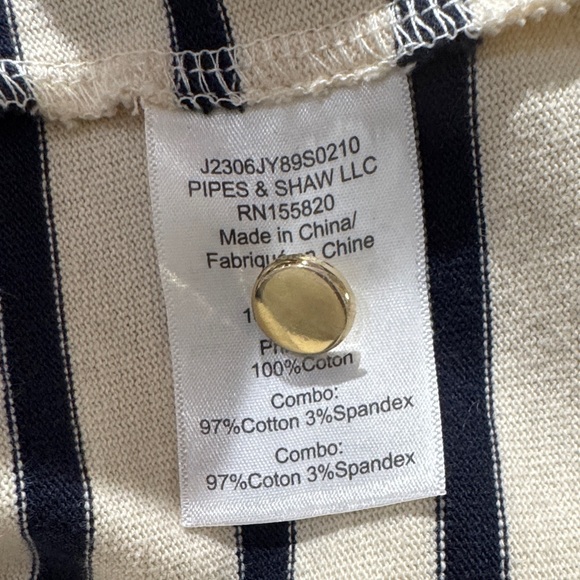 J2306JY89S0210
PIPES & SHAW LLC
RN155820
Made in China/
Chine
100%Coton
Combo:
97%Cotton 3%Spandex
Combo:
97%Coton 3%Spandex